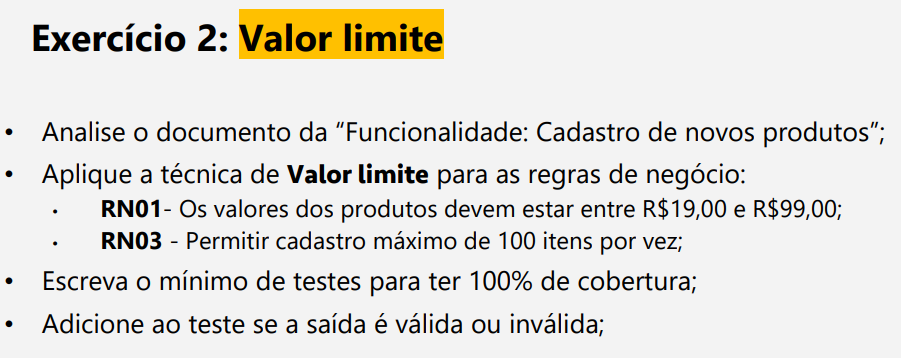 Exercício 2: Valor limite
• Analise o documento da “Funcionalidade: Cadastro de novos produtos”;
• Aplique a técnica de Valor limite para as regras de negócio:
• RN01- Os valores dos produtos devem estar entre R$19,00 e R$99,00;
• RN03 - Permitir cadastro máximo de 100 itens por vez;
• Escreva o mínimo de testes para ter 100% de cobertura;
• Adicione ao teste se a saída é válida ou inválida;